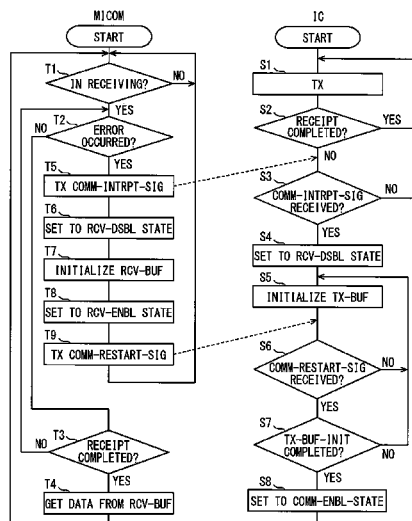 MICOM
START
T1
IN RECEIVING?
NO
YES
T2
NO
ERROR
OCCURRED?
YES
T5
TX COMM-INTRPT-SIG
T6
SET TO RCV-DSBL STATE
T7
INITIALIZE RCV-BUF
T8
SET TO RCV-ENBL STATE
T9
TX COMM-RESTART-SIG
T3
NO
RECEIPT
COMPLETED?
YES
T4
GET DATA FROM RCV-BUF
IC
START
S1
TX
S2
RECEIPT
COMPLETED?
YES
NO
S3
COMM-INTRPT-SIG
RECEIVED?
NO
YES
S4
SET TO RCV-DSBL STATE
S5
INITIALIZE TX-BUF
S6
COMM-RESTART-SIG
RECEIVED?
NO
YES
S7
TX-BUF-INIT
COMPLETED?
NO
YES
S8
SET TO COMM-ENBL-STATE